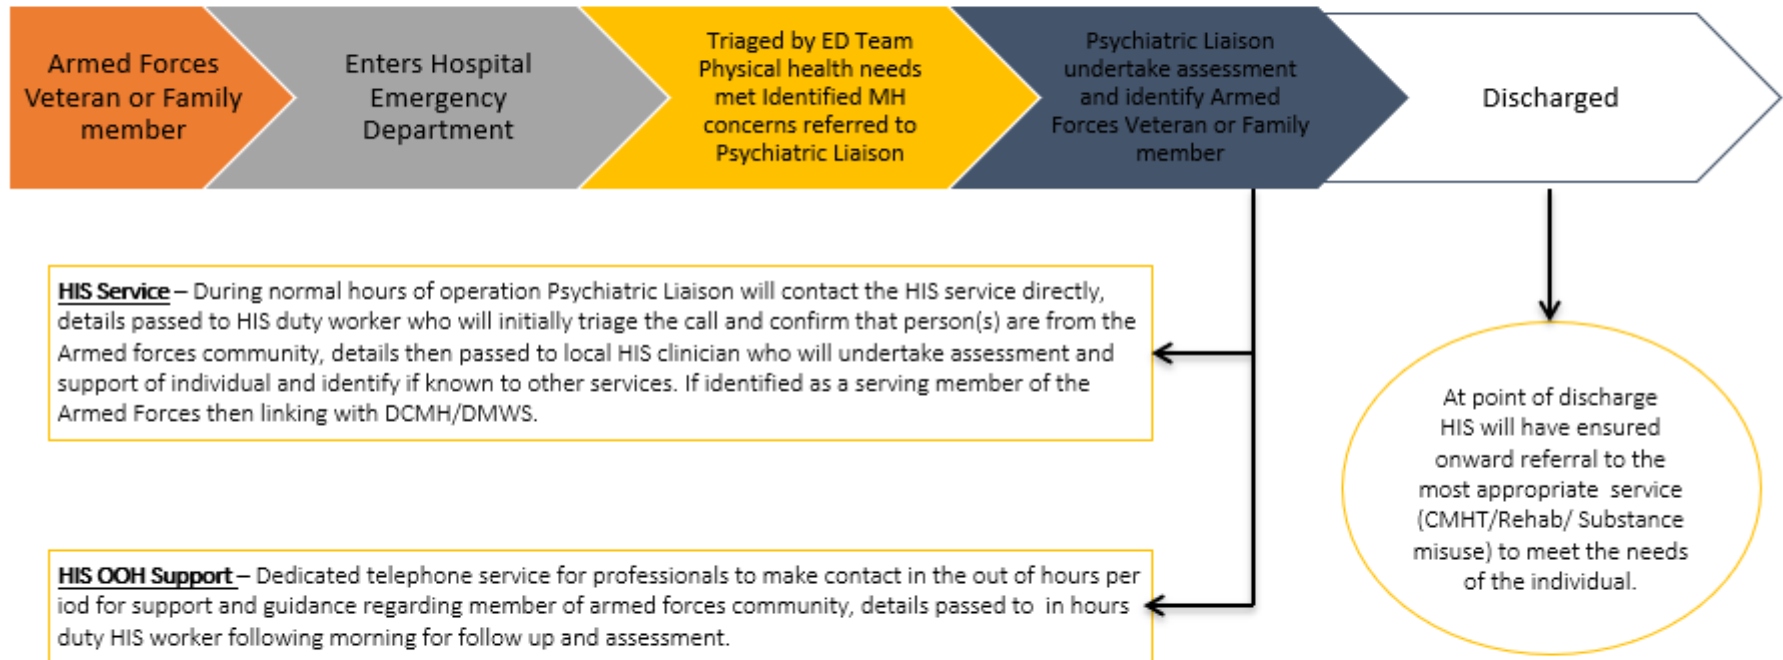 Armed Forces
Veteran or Family
member
Enters Hospital
Emergency
Department
Triaged by ED Team
Physical health needs
met Identified MH
concerns referred to
Psychiatric Liaison
Psychiatric Liaison
undertake assessment
and identify Armed
Forces Veteran or Family
member
Discharged
HIS Service – During normal hours of operation Psychiatric Liaison will contact the HIS service directly,
details passed to HIS duty worker who will initially triage the call and confirm that person(s) are from the
Armed forces community, details then passed to local HIS clinician who will undertake assessment and
support of individual and identify if known to other services. If identified as a serving member of the
Armed Forces then linking with DCMH/DMWS.
HIS OOH Support – Dedicated telephone service for professionals to make contact in the out of hours per
iod for support and guidance regarding member of armed forces community, details passed to  in hours
duty HIS worker following morning for follow up and assessment.
At point of discharge
HIS will have ensured
onward referral to the
most appropriate  service
(CMHT/Rehab/ Substance
misuse) to meet the needs
of the individual.